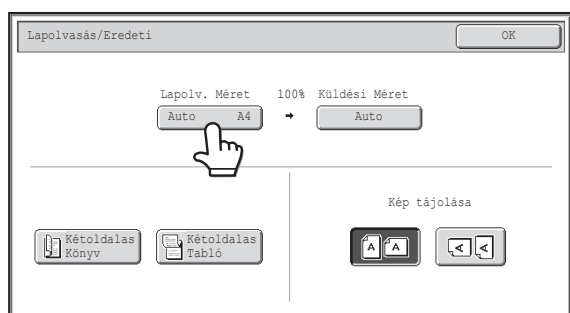 Lapolvasás/Eredeti
OK
Lapolv. Méret 100% Küldési Méret
Auto A4 Auto
Kép tájolása
Kétoldalas
Könyv
Kétoldalas
Tabló
A A A A